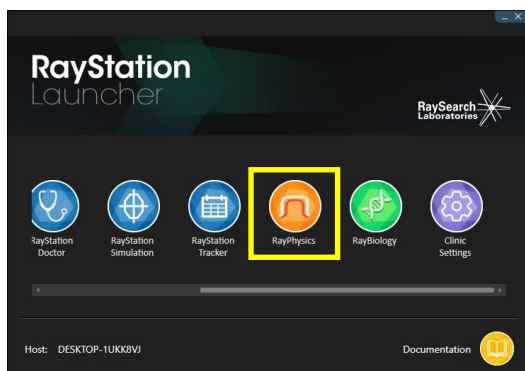 RayStation
Launcher
RaySearch
Laboratories
RayStation
Doctor
RayStation
Simulation
RayStation
Tracker
RayPhysics
RayBiology
Clinic
Settings
Host: DESKTOP-1UKK8VJ
Documentation